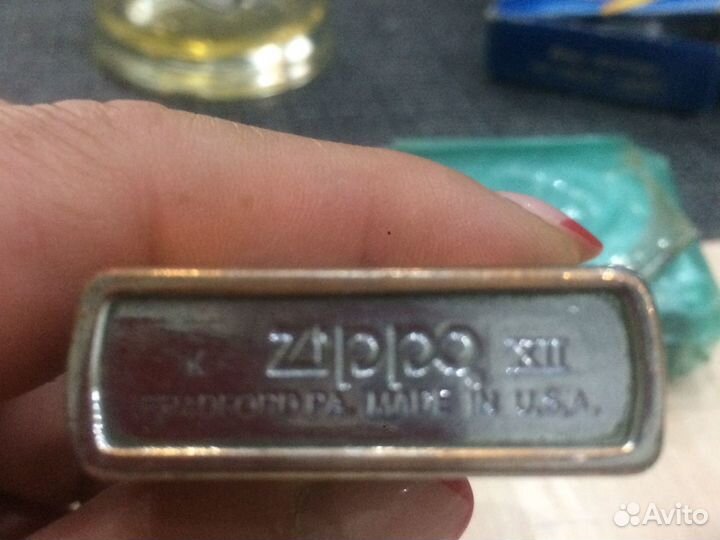 K Zippo XII
BRADFORD.PA. MADE IN U.S.A.
Avito